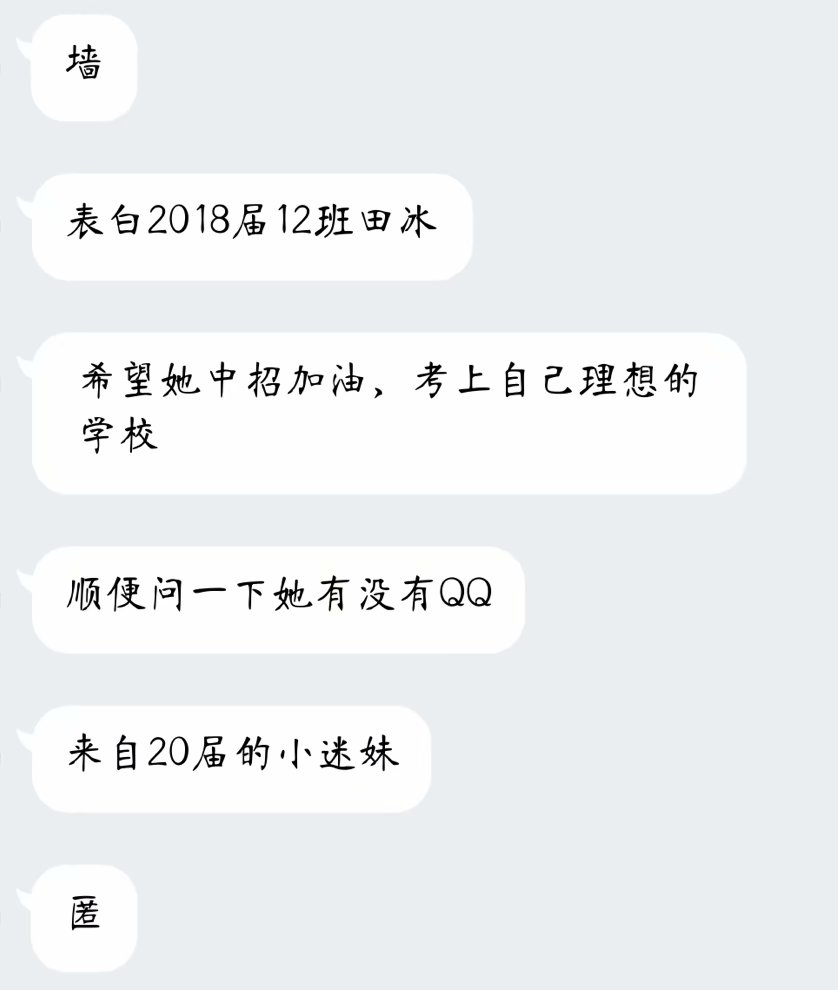 墙
表白2018届12班田冰
希望她中招加油，考上自己理想的
学校
顺便问一下她有没有QQ
来自20届的小迷妹
匿